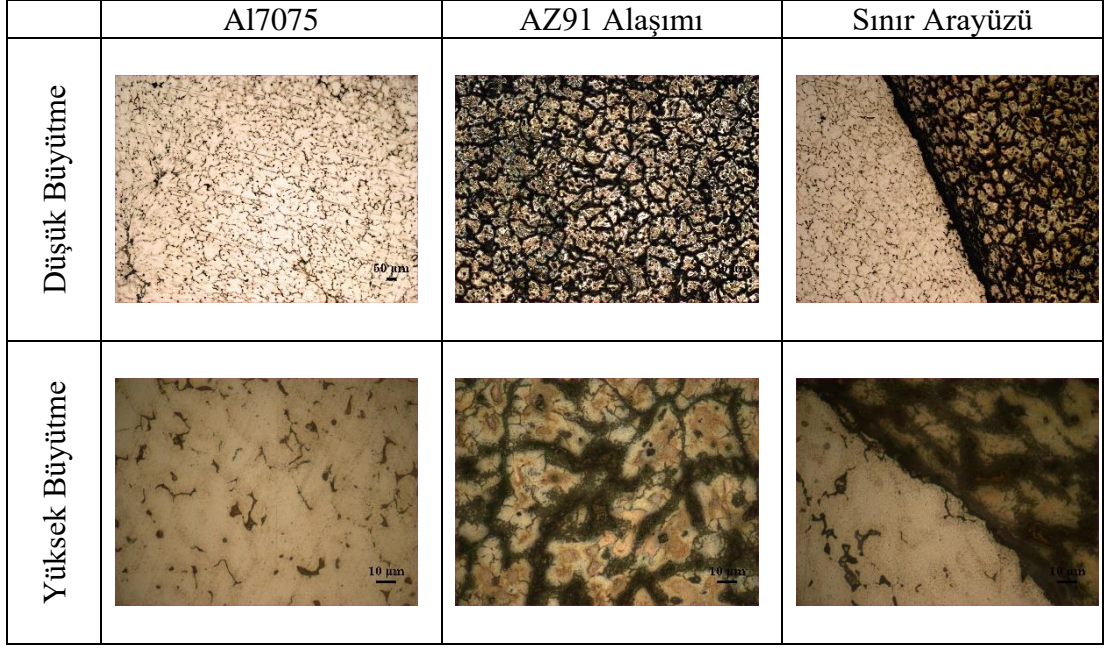 Al7075
AZ91 Alaşımı
Sınır Arayüzü
Düşük Büyütme
50 µm
Yüksek Büyütme
10 µm
10 µm
10 µm